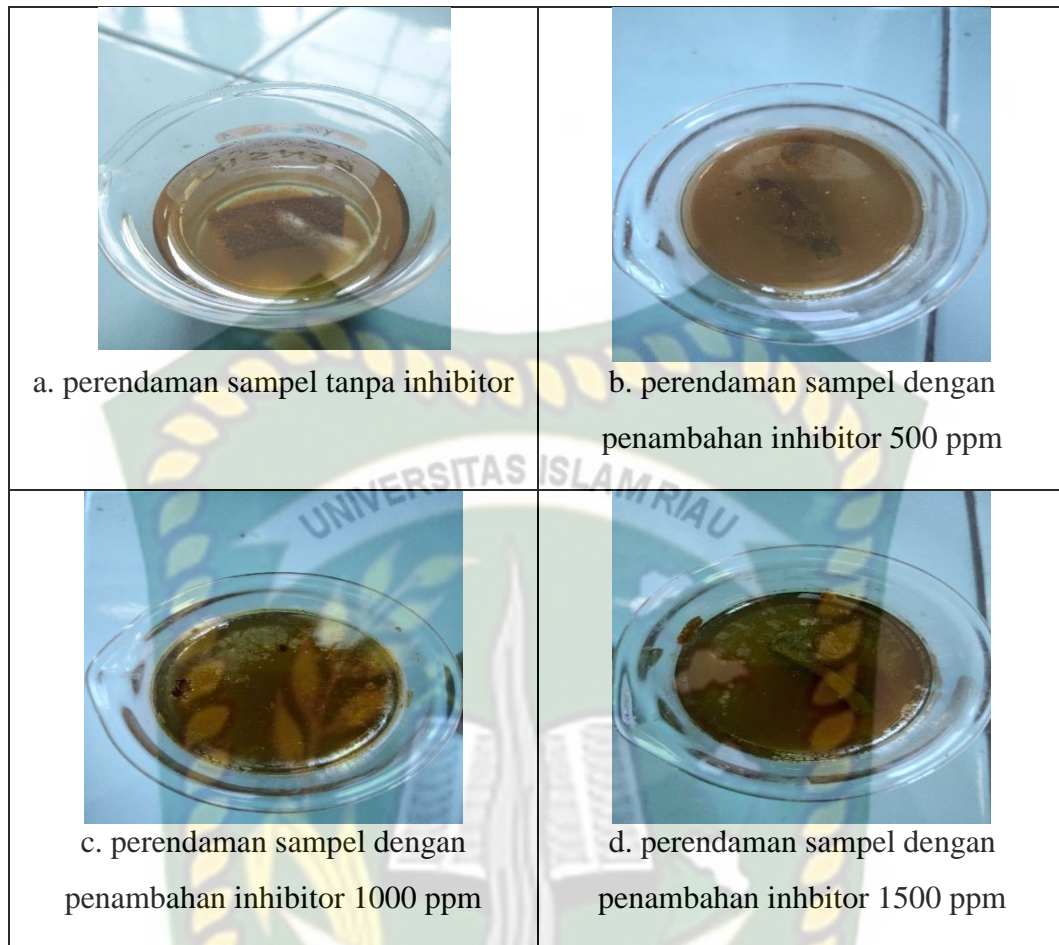 a. perendaman sampel tanpa inhibitor
b. perendaman sampel dengan
penambahan inhibitor 500 ppm
UNIVERSITAS ISLAM RIAU
c. perendaman sampel dengan
penambahan inhibitor 1000 ppm
d. perendaman sampel dengan
penambahan inhbitor 1500 ppm